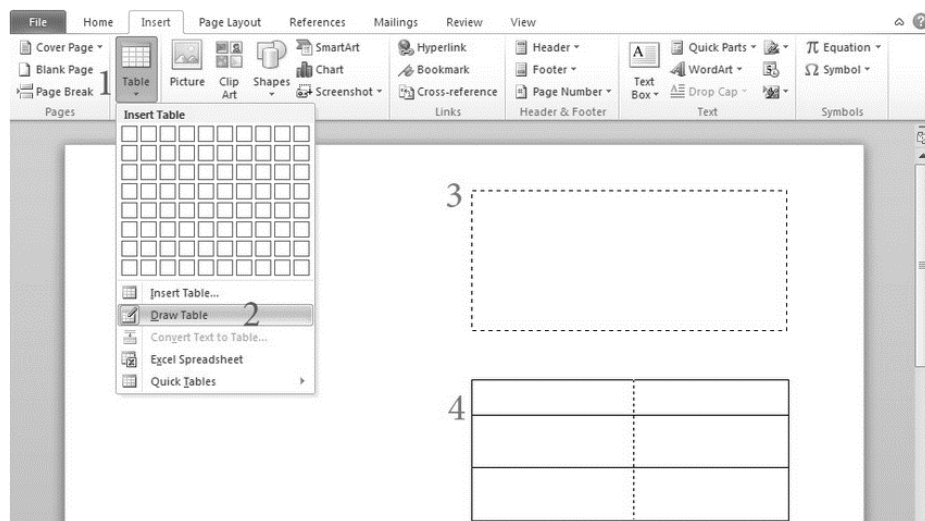 File Home Insert Page Layout References Mailings Review View
Cover Page
Blank Page
Page Break
Pages
1
Table
Picture
Clip
Art
Shapes
SmartArt
Chart
Screenshot
Hyperlink
Bookmark
Cross-reference
Links
Header
Footer
Page Number
Header & Footer
A
Text
Box
Quick Parts
WordArt
Drop Cap
Text
π Equation
Ω Symbol
Symbols
Insert Table
Insert Table...
Draw Table 2
Convert Text to Table...
Excel Spreadsheet
Quick Tables
3
4